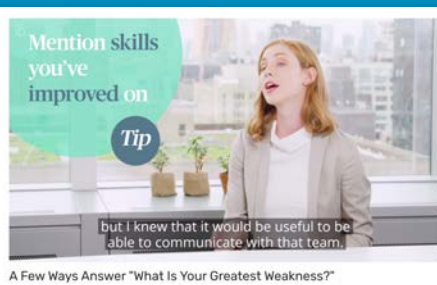 Mention skills
you've
improved on
Tip
but I knew that it would be useful to be
able to communicate with that team.
A Few Ways Answer "What Is Your Greatest Weakness?"